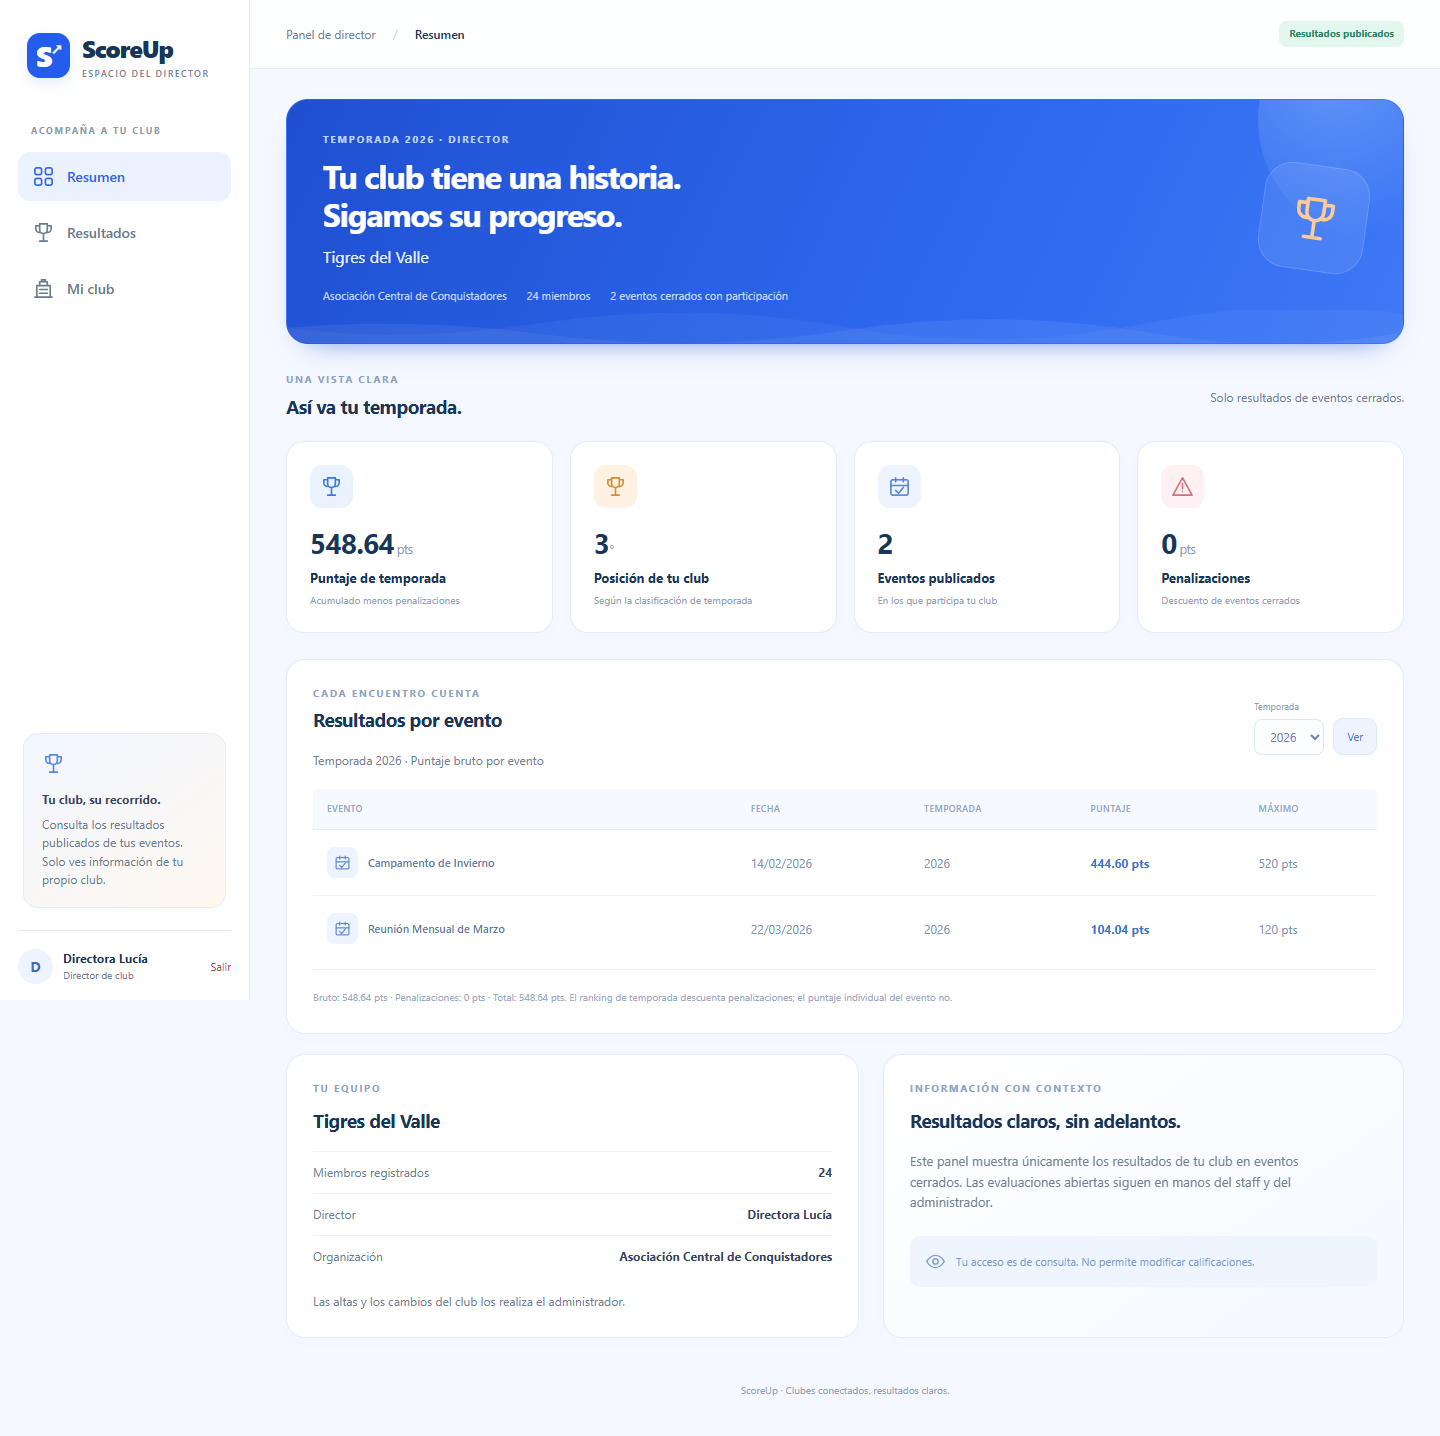 ScoreUp
ESPACIO DEL DIRECTOR
ACOMPAÑA A TU CLUB
Resumen
Resultados
Mi club
Tu club, su recorrido.
Consulta los resultados
publicados de tus eventos.
Solo ves información de tu
propio club.
D
Directora Lucía
Director de club
Salir
Panel de director / Resumen
Resultados publicados
TEMPORADA 2026 · DIRECTOR
Tu club tiene una historia.
Sigamos su progreso.
Tigres del Valle
Asociación Central de Conquistadores 24 miembros 2 eventos cerrados con participación
UNA VISTA CLARA
Así va tu temporada.
Solo resultados de eventos cerrados.
548.64 pts
Puntaje de temporada
Acumulado menos penalizaciones
3°
Posición de tu club
Según la clasificación de temporada
2
Eventos publicados
En los que participa tu club
0 pts
Penalizaciones
Descuento de eventos cerrados
CADA ENCUENTRO CUENTA
Resultados por evento
Temporada 2026 · Puntaje bruto por evento
Temporada
2026
Ver
EVENTO FECHA TEMPORADA PUNTAJE MÁXIMO
Campamento de Invierno 14/02/2026 2026 444.60 pts 520 pts
Reunión Mensual de Marzo 22/03/2026 2026 104.04 pts 120 pts
Bruto: 548.64 pts · Penalizaciones: 0 pts · Total: 548.64 pts. El ranking de temporada descuenta penalizaciones; el puntaje individual del evento no.
TU EQUIPO
Tigres del Valle
Miembros registrados 24
Director Directora Lucía
Organización Asociación Central de Conquistadores
Las altas y los cambios del club los realiza el administrador.
INFORMACIÓN CON CONTEXTO
Resultados claros, sin adelantos.
Este panel muestra únicamente los resultados de tu club en eventos
cerrados. Las evaluaciones abiertas siguen en manos del staff y del
administrador.
Tu acceso es de consulta. No permite modificar calificaciones.
ScoreUp · Clubes conectados, resultados claros.